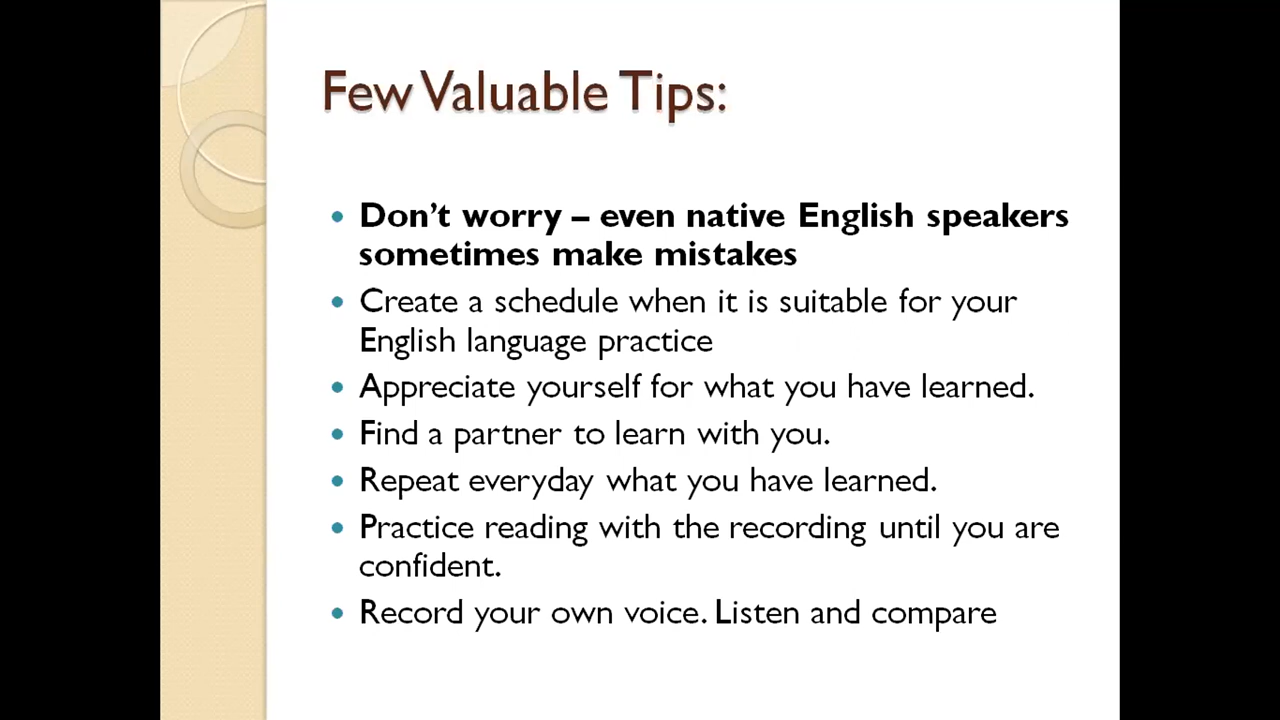 Few Valuable Tips:
Don't worry – even native English speakers
sometimes make mistakes
Create a schedule when it is suitable for your
English language practice
Appreciate yourself for what you have learned.
Find a partner to learn with you.
Repeat everyday what you have learned.
Practice reading with the recording until you are
confident.
Record your own voice. Listen and compare